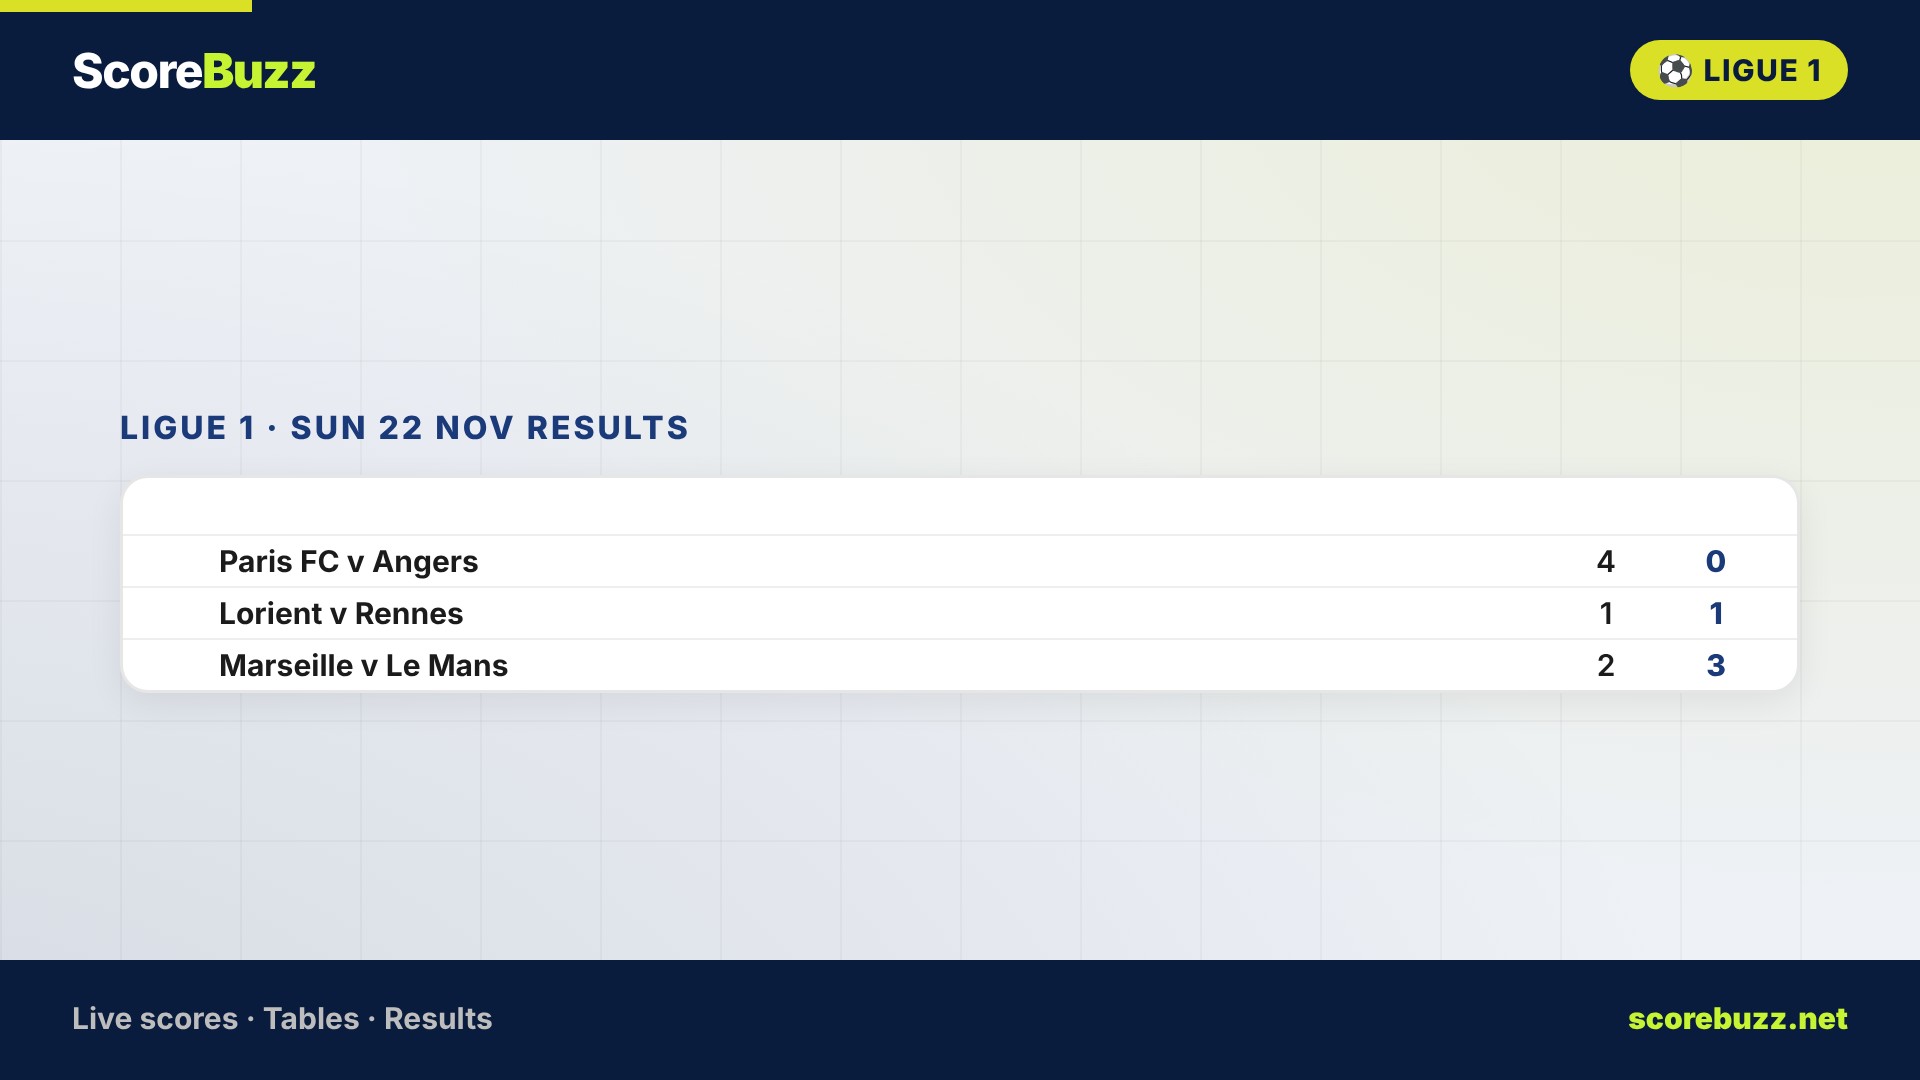 ScoreBuzz
⚽ LIGUE 1
LIGUE 1 · SUN 22 NOV RESULTS
Paris FC v Angers 4 0
Lorient v Rennes 1 1
Marseille v Le Mans 2 3
Live scores · Tables · Results
scorebuzz.net